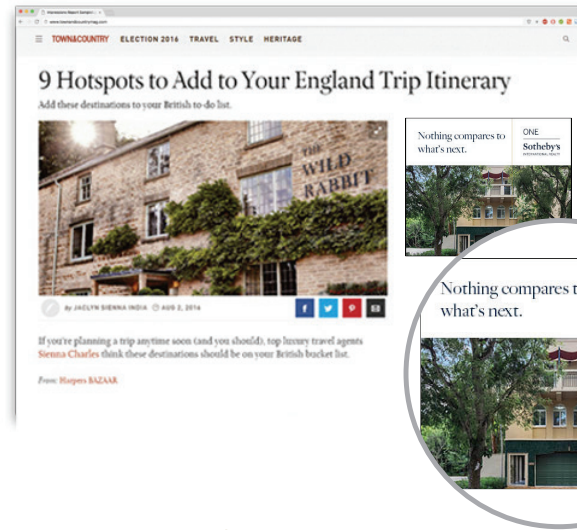 www.townandcountrymag.com
TOWN&COUNTRY ELECTION 2016 TRAVEL STYLE HERITAGE
9 Hotspots to Add to Your England Trip Itinerary
Add these destinations to your British to-do list.
THE
WILD
RABBIT
by JACLYN SIENNA INDIA AUG 2, 2016
If you're planning a trip anytime soon (and you should), top luxury travel agents
Sienna Charles think these destinations should be on your British bucket list.
From: Harpers BAZAAR
Nothing compares to
what's next.
ONE
Sotheby's
INTERNATIONAL REALTY
Nothing compares t
what's next.